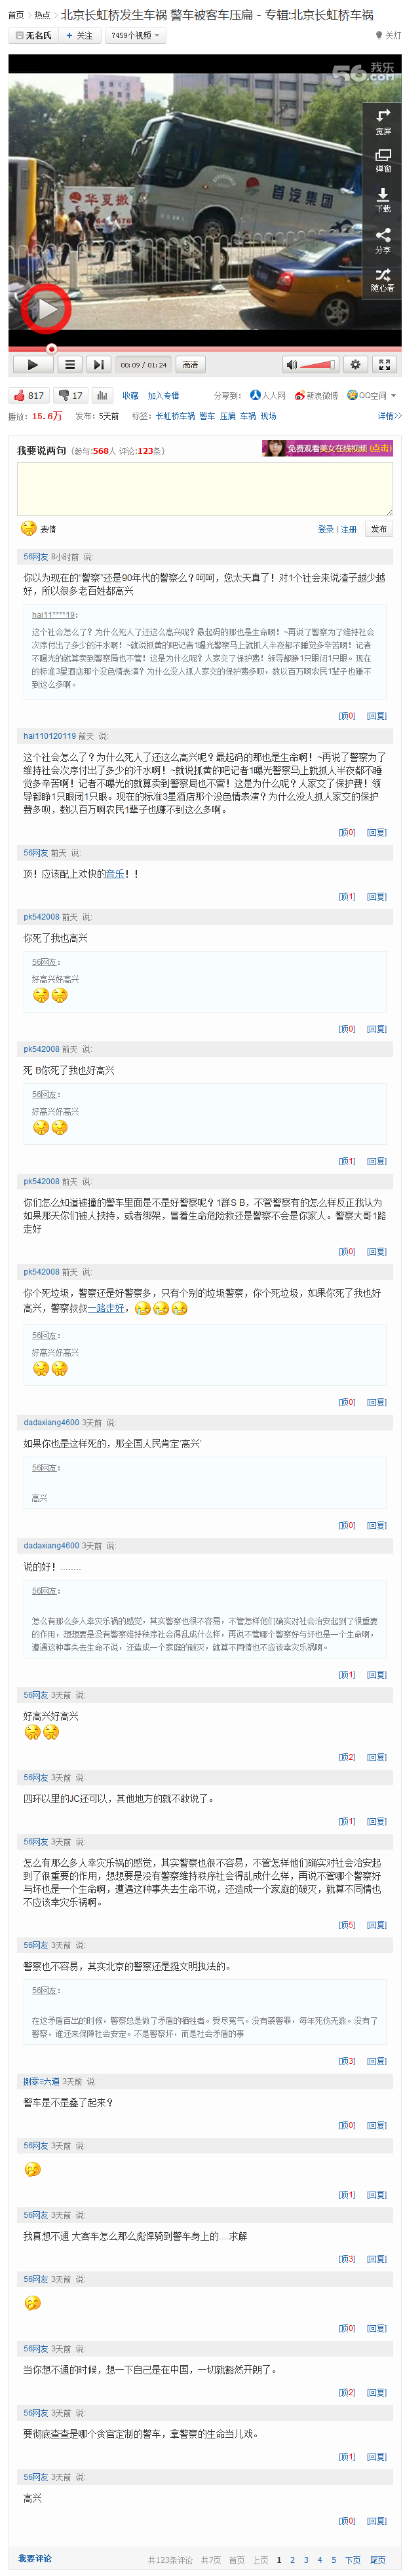 首页 > 热点 > 北京长虹桥发生车祸 警车被客车压扁 - 专辑:北京长虹桥车祸
无名氏 + 关注 7459个视频 关灯
56.com 我乐
宽屏
弹窗
华夏搬
首汽集团
下载
分享
随心看
00:09 / 01:24 高清
817 17 收藏 加入专辑 分享到: 人人网 新浪微博 QQ空间
播放: 15.6万 发布: 5天前 标签: 长虹桥车祸 警车 压扁 车祸 现场 详情>>
我要说两句 (参与:568人 评论:123条) 免费观看美女在线视频 (点击)
表情 登录 | 注册 发布
56网友 8小时前 说:
你以为现在的“警察”还是90年代的警察么？呵呵，您太天真了！对1个社会来说渣子越少越
好，所以很多老百姓都高兴
hai11****19:
这个社会怎么了？为什么死人了还这么高兴呢？最起码的那也是生命啊！~再说了警察为了维持社会
次序付出了多少的汗水啊！~就说抓黄的吧记者1曝光警察马上就抓人半夜都不睡觉多辛苦啊！记者
不曝光的就算卖到警察局也不管！这是为什么呢？人家交了保护费！领导都睁1只眼闭1只眼。现在
的标准3星酒店那个没色情表演？为什么没人抓人家交的保护费多呗，数以百万啊农民1辈子也赚不
到这么多啊。
[顶0] [回复]
hai110120119 前天 说:
这个社会怎么了？为什么死人了还这么高兴呢？最起码的那也是生命啊！~再说了警察为了
维持社会次序付出了多少的汗水啊！~就说抓黄的吧记者1曝光警察马上就抓人半夜都不睡
觉多辛苦啊！记者不曝光的就算卖到警察局也不管！这是为什么呢？人家交了保护费！领
导都睁1只眼闭1只眼。现在的标准3星酒店那个没色情表演？为什么没人抓人家交的保护
费多呗，数以百万啊农民1辈子也赚不到这么多啊。
[顶0] [回复]
56网友 前天 说:
顶！应该配上欢快的音乐！！
[顶1] [回复]
pk542008 前天 说:
你死了我也高兴
56网友:
好高兴好高兴
[顶0] [回复]
pk542008 前天 说:
死 B你死了我也好高兴
56网友:
好高兴好高兴
[顶1] [回复]
pk542008 前天 说:
你们怎么知道被撞的警车里面是不是好警察呢？1群S B，不管警察有的怎么样反正我认为
如果那天你们被人挟持，或者绑架，冒着生命危险救还是警察不会是你家人。警察大哥1路
走好
[顶0] [回复]
pk542008 前天 说:
你个死垃圾，警察还是好警察多，只有个别的垃圾警察，你个死垃圾，如果你死了我也好
高兴，警察叔叔一路走好，
56网友:
好高兴好高兴
[顶0] [回复]
dadaxiang4600 3天前 说:
如果你也是这样死的，那全国人民肯定‘高兴’
56网友:
高兴
[顶0] [回复]
dadaxiang4600 3天前 说:
说的好！........
56网友:
怎么有那么多人幸灾乐祸的感觉，其实警察也很不容易，不管怎样他们确实对社会治安起到了很重要
的作用，想想要是没有警察维持秩序社会得乱成什么样，再说不管哪个警察好与坏也是一个生命啊，
遭遇这种事失去生命不说，还造成一个家庭的破灭，就算不同情也不应该幸灾乐祸啊。
[顶1] [回复]
56网友 3天前 说:
好高兴好高兴
[顶2] [回复]
56网友 3天前 说:
四环以里的JC还可以，其他地方的就不敢说了。
[顶1] [回复]
56网友 3天前 说:
怎么有那么多人幸灾乐祸的感觉，其实警察也很不容易，不管怎样他们确实对社会治安起
到了很重要的作用，想想要是没有警察维持秩序社会得乱成什么样，再说不管哪个警察好
与坏也是一个生命啊，遭遇这种事失去生命不说，还造成一个家庭的破灭，就算不同情也
不应该幸灾乐祸啊。
[顶5] [回复]
56网友 3天前 说:
警察也不容易，其实北京的警察还是挺文明执法的。
56网友:
在这矛盾百出的时候，警察总是做了矛盾的牺牲者。受尽冤气。没有袭警罪，每年死伤无数。没有了
警察，谁还来保障社会安定。不是警察坏，而是社会矛盾的事
[顶3] [回复]
捌零≡六道 3天前 说:
警车是不是叠了起来？
[顶0] [回复]
56网友 3天前 说:
[顶1] [回复]
56网友 3天前 说:
我真想不通 大客车怎么那么彪悍骑到警车身上的....求解
[顶3] [回复]
56网友 3天前 说:
[顶0] [回复]
56网友 3天前 说:
当你想不通的时候，想一下自己是在中国，一切就豁然开朗了。
[顶2] [回复]
56网友 3天前 说:
要彻底查查是哪个贪官定制的警车，拿警察的生命当儿戏。
[顶1] [回复]
56网友 3天前 说:
高兴
[顶0] [回复]
我要评论 共123条评论 共7页 首页 上页 1 2 3 4 5 下页 尾页